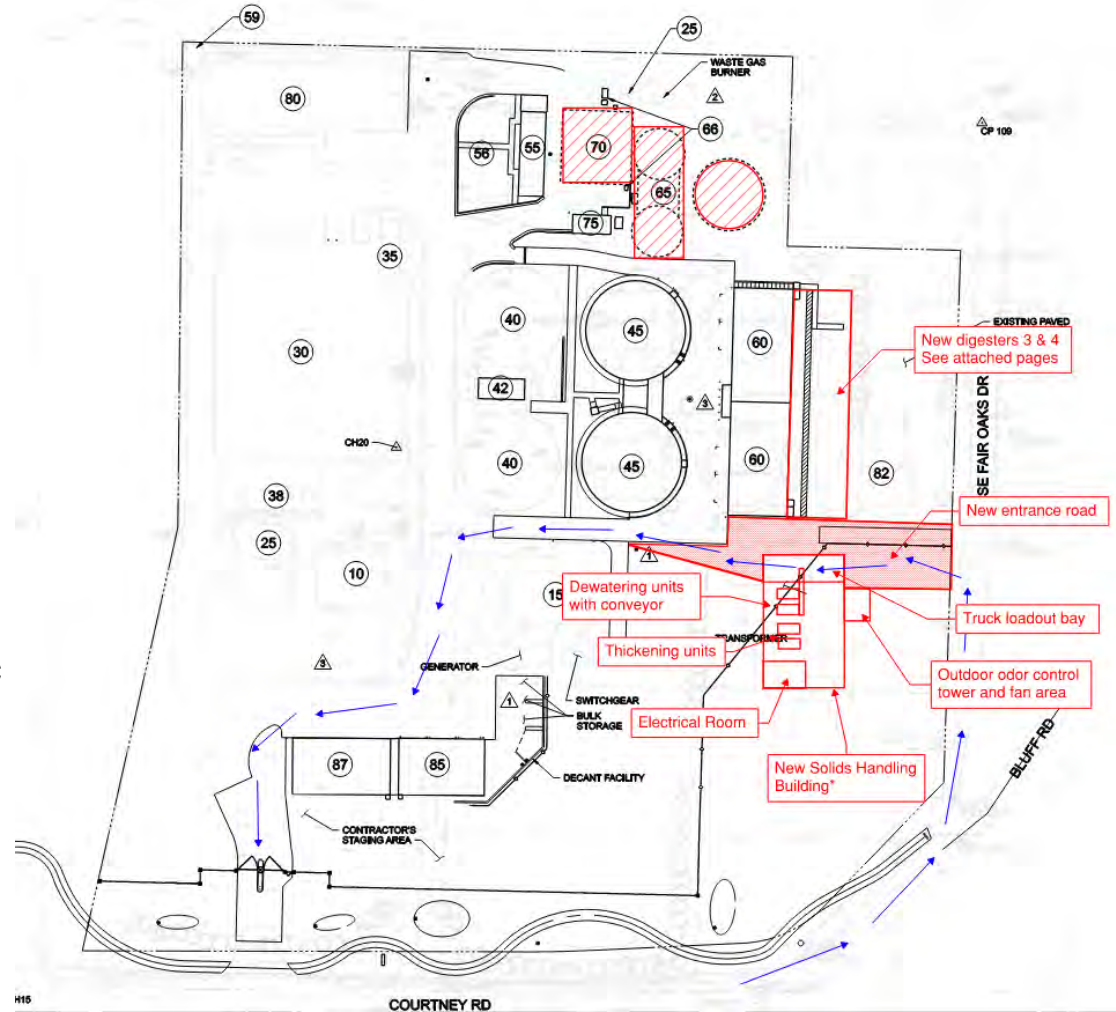 59
25
WASTE GAS
BURNER
2
80
CP 109
66
56
55
70
65
75
35
40
45
60
EXISTING PAVED
New digesters 3 & 4
See attached pages
30
42
3
SE FAIR OAKS DR
CH20
40
45
60
82
38
New entrance road
25
1
10
15
Dewatering units
with conveyor
Truck loadout bay
TRANSFORMER
Thickening units
3
GENERATOR
Outdoor odor control
tower and fan area
1
SWITCHGEAR
BULK
STORAGE
Electrical Room
BLUFF RD
87
85
DECANT FACILITY
New Solids Handling
Building*
CONTRACTOR'S
STAGING AREA
H15
COURTNEY RD